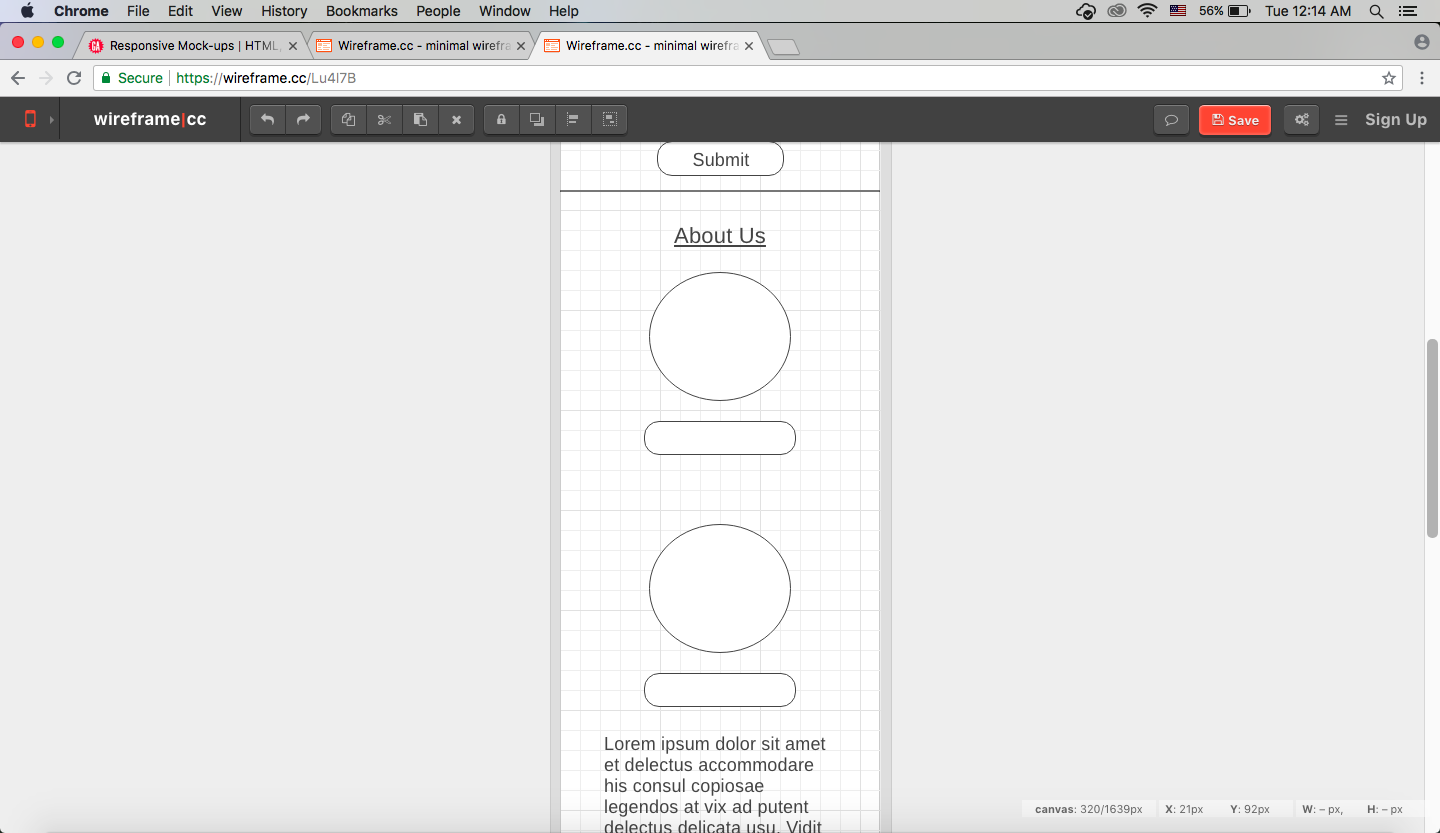 Chrome File Edit View History Bookmarks People Window Help 56% Tue 12:14 AM
Responsive Mock-ups | HTML, Wireframe.cc - minimal wirefra Wireframe.cc - minimal wirefra
Secure https://wireframe.cc/Lu4l7B
wireframe|cc Save Sign Up
Submit
About Us
Lorem ipsum dolor sit amet
et delectus accommodare
his consul copiosae
legendos at vix ad putent
delectus delicata usu. Vidit
canvas: 320/1639px X: 21px Y: 92px W: – px, H: – px